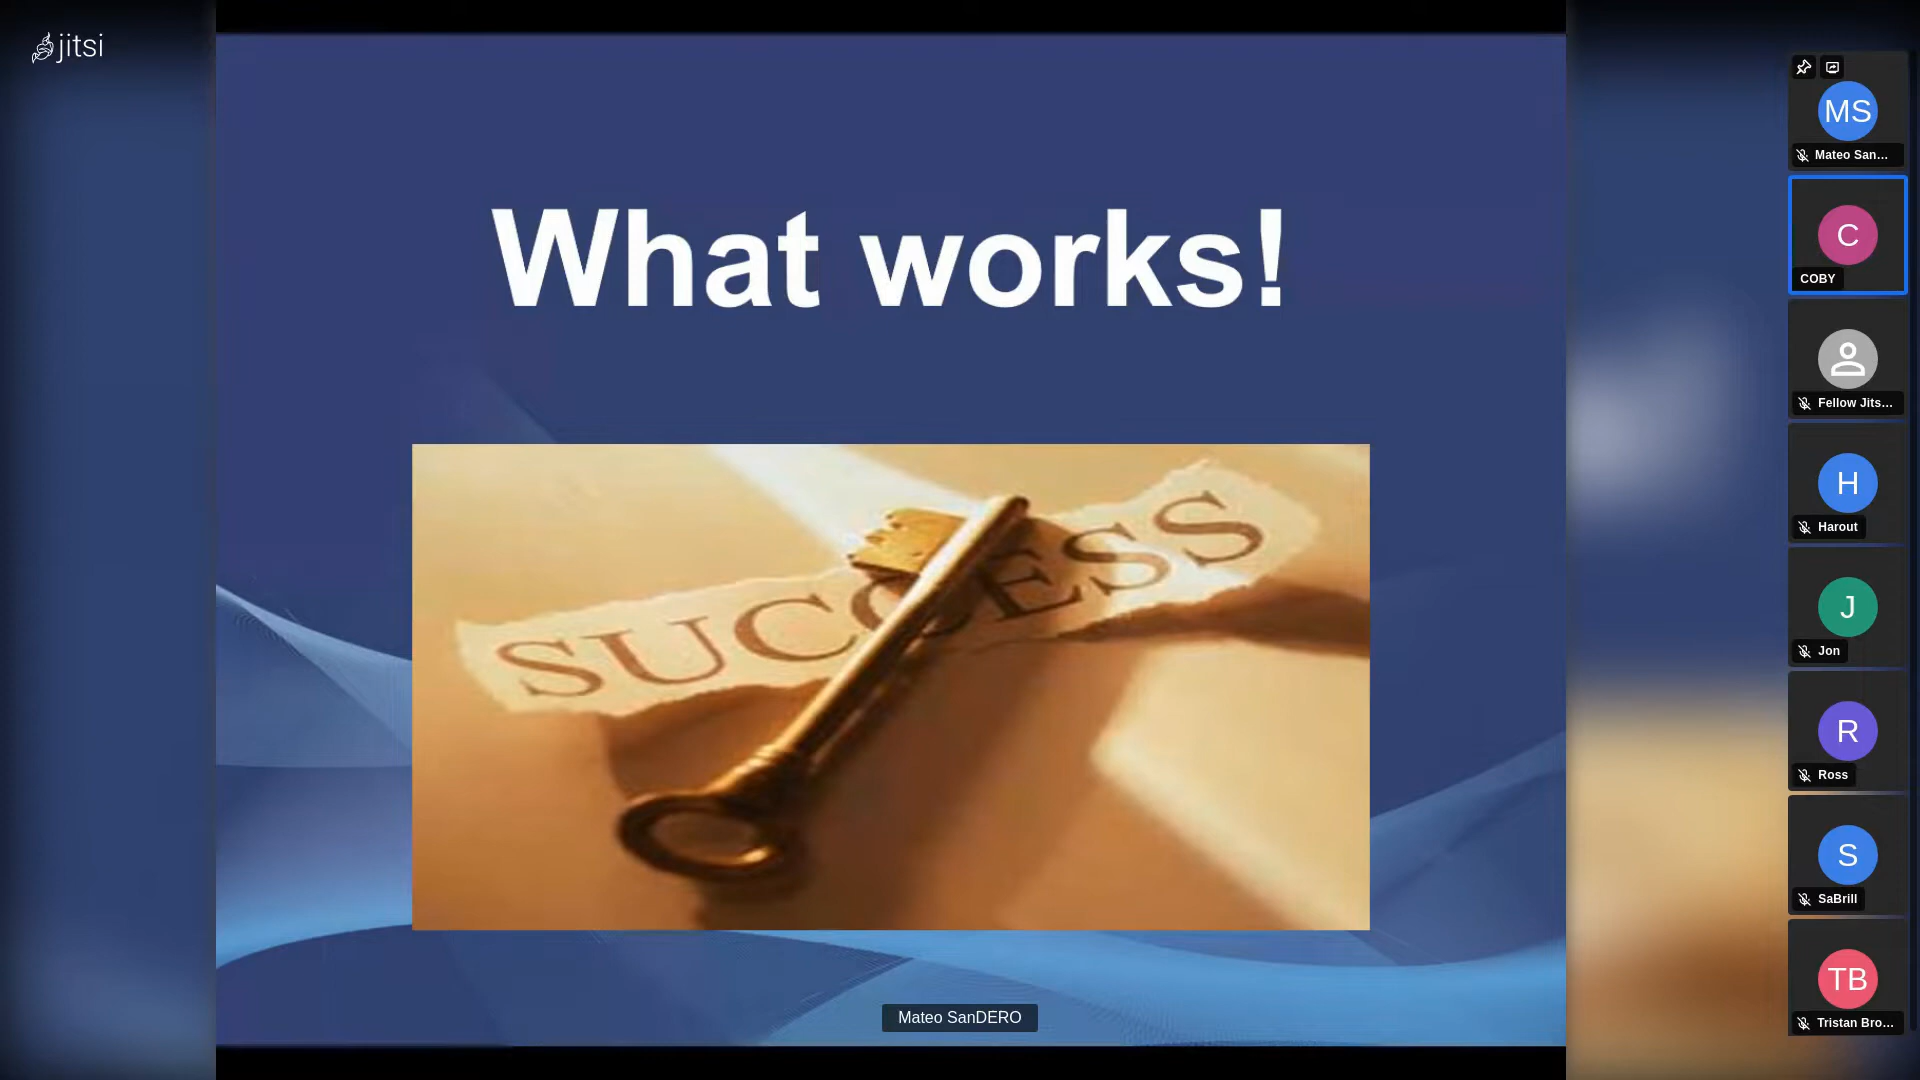 jitsi
What works!
SUCCESS
Mateo SanDERO
MS
Mateo San...
C
COBY
Fellow Jits...
H
Harout
J
Jon
R
Ross
S
SaBrill
TB
Tristan Bro...